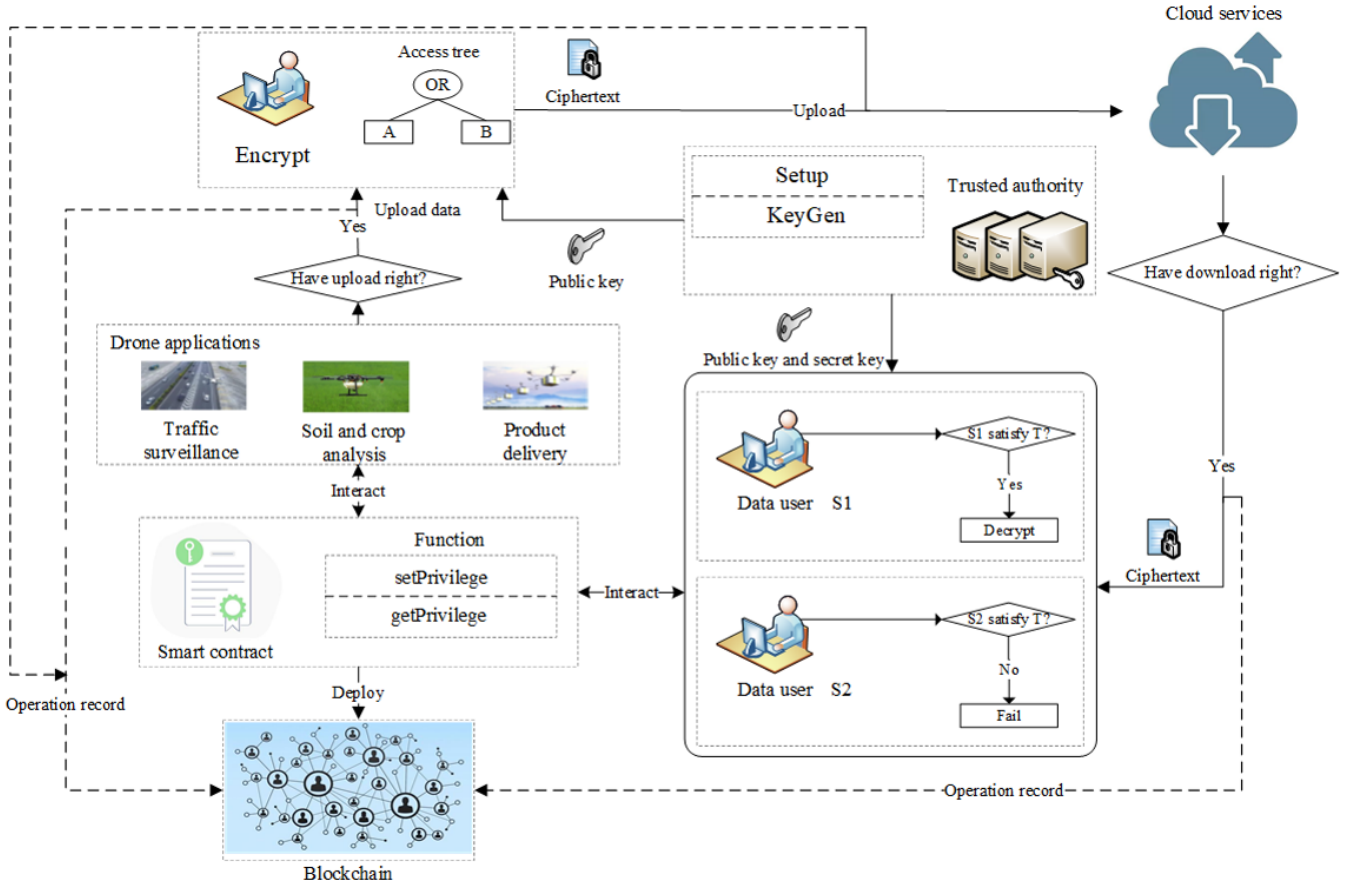 Cloud services
Access tree
OR
A
B
Encrypt
Ciphertext
Upload
Setup
KeyGen
Trusted authority
Upload data
Yes
Public key
Have upload right?
Have download right?
Drone applications
Traffic
surveillance
Soil and crop
analysis
Product
delivery
Public key and secret key
S1 satisfy T?
Yes
Data user S1
Decrypt
Yes
Interact
Function
setPrivilege
getPrivilege
Smart contract
Interact
Ciphertext
S2 satisfy T?
No
Data user S2
Fail
Deploy
Operation record
Operation record
Blockchain